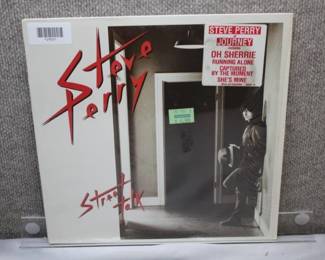 Steve
Perry
Street Talk
STEVE PERRY
JOURNEY
OH SHERRIE
RUNNING ALONE
CAPTURED
BY THE MOMENT
SHE'S MINE